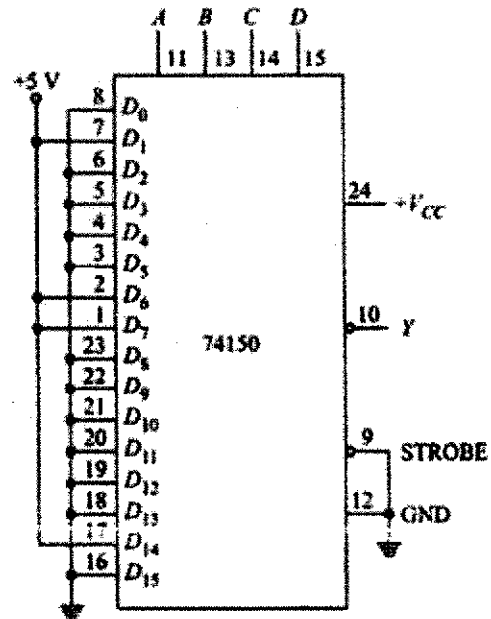 A B C D
11 13 14 15
+5 V
8 D0
7 D1
6 D2
5 D3
4 D4
3 D5
2 D6
1 D7
23 D8
22 D9
21 D10
20 D11
19 D12
18 D13
17 D14
16 D15
74150
24 +VCC
10 Y
9 STROBE
12 GND